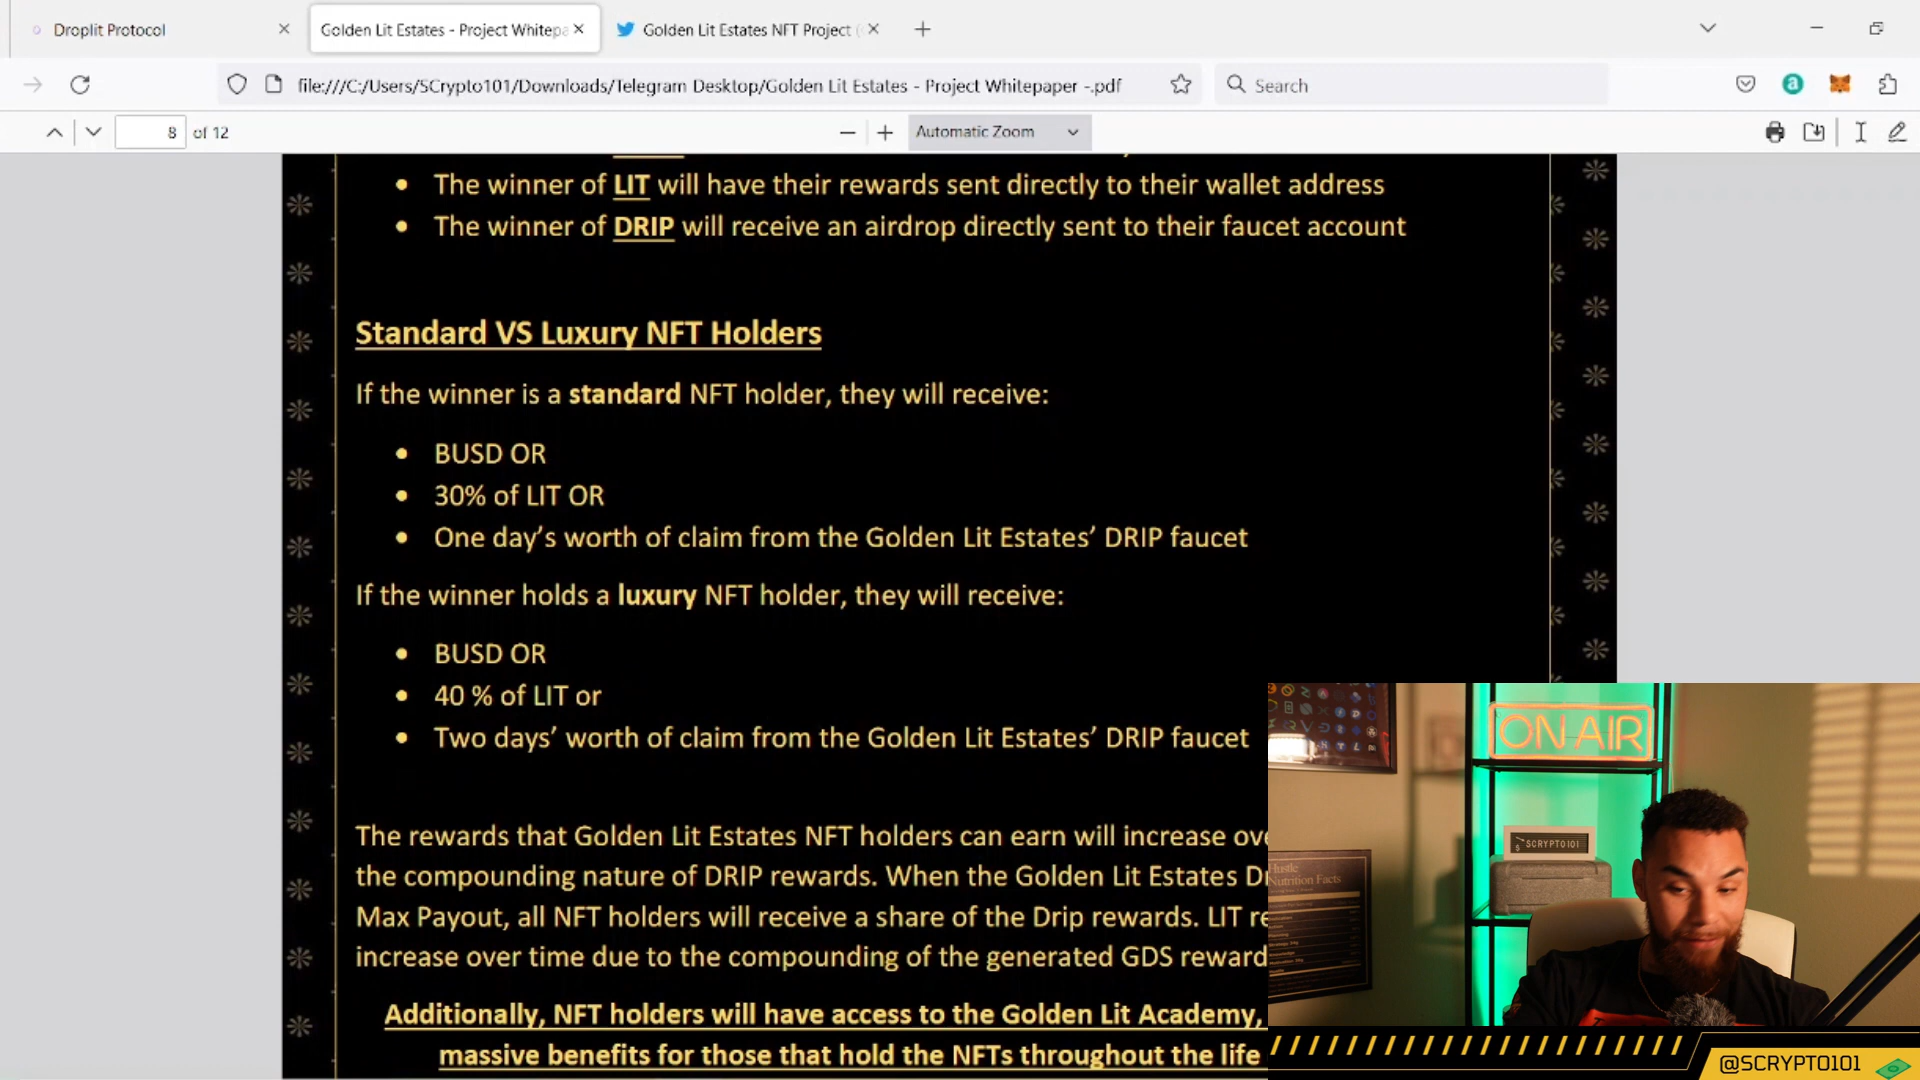 Droplit Protocol
Golden Lit Estates - Project Whitepa
Golden Lit Estates NFT Project (
file:///C:/Users/SCrypto101/Downloads/Telegram Desktop/Golden Lit Estates - Project Whitepaper -.pdf
Search
8 of 12
Automatic Zoom
The winner of LIT will have their rewards sent directly to their wallet address
The winner of DRIP will receive an airdrop directly sent to their faucet account
Standard VS Luxury NFT Holders
If the winner is a standard NFT holder, they will receive:
BUSD OR
30% of LIT OR
One day’s worth of claim from the Golden Lit Estates’ DRIP faucet
If the winner holds a luxury NFT holder, they will receive:
BUSD OR
40 % of LIT or
Two days’ worth of claim from the Golden Lit Estates’ DRIP faucet
The rewards that Golden Lit Estates NFT holders can earn will increase ove
the compounding nature of DRIP rewards. When the Golden Lit Estates D
Max Payout, all NFT holders will receive a share of the Drip rewards. LIT re
increase over time due to the compounding of the generated GDS reward
Additionally, NFT holders will have access to the Golden Lit Academy,
massive benefits for those that hold the NFTs throughout the life
ON AIR
SCRYPTO101
Hustle
Nutrition Facts
@SCRYPTO101